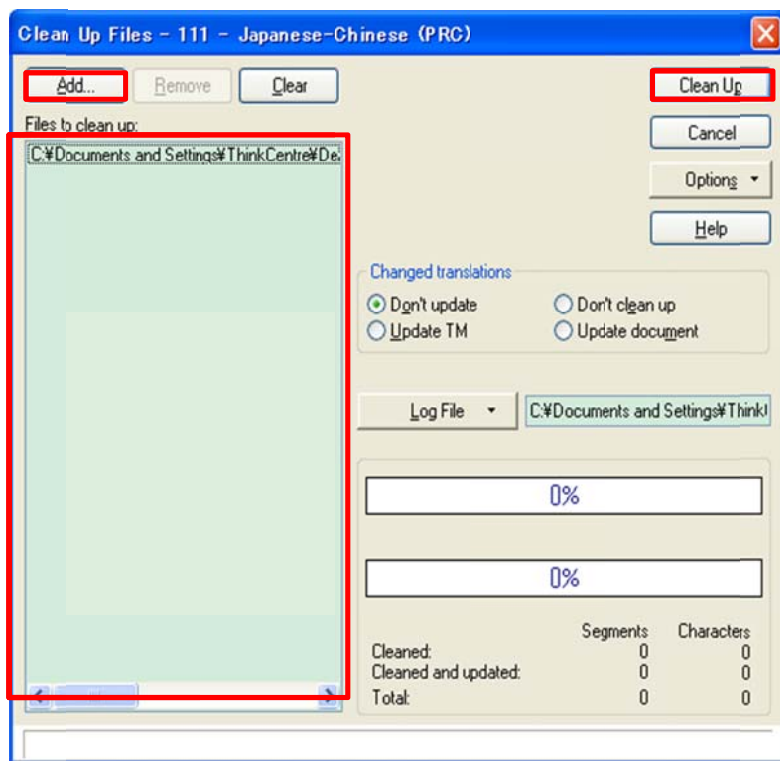 Clean Up Files - 111 - Japanese-Chinese (PRC)
Add... Remove Clear Clean Up
Files to clean up:
Cancel
C:¥Documents and Settings¥ThinkCentre¥De
Options
Help
Changed translations
Don't update Don't clean up
Update TM Update document
Log File C:¥Documents and Settings¥Think
0%
0%
Segments Characters
Cleaned: 0 0
Cleaned and updated: 0 0
Total: 0 0